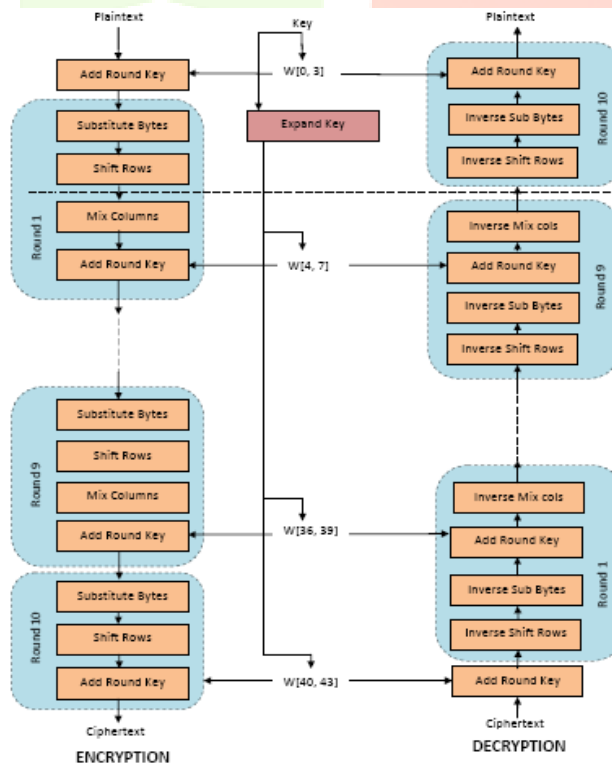 Plaintext
Add Round Key
Substitute Bytes
Shift Rows
Mix Columns
Add Round Key
Round 1
Substitute Bytes
Shift Rows
Mix Columns
Add Round Key
Round 9
Substitute Bytes
Shift Rows
Add Round Key
Round 10
Ciphertext
ENCRYPTION
Key
W[0, 3]
Expand Key
W[4, 7]
W[36, 39]
W[40, 43]
Plaintext
Add Round Key
Inverse Sub Bytes
Inverse Shift Rows
Round 10
Inverse Mix cols
Add Round Key
Inverse Sub Bytes
Inverse Shift Rows
Round 9
Inverse Mix cols
Add Round Key
Inverse Sub Bytes
Inverse Shift Rows
Round 1
Add Round Key
Ciphertext
DECRYPTION